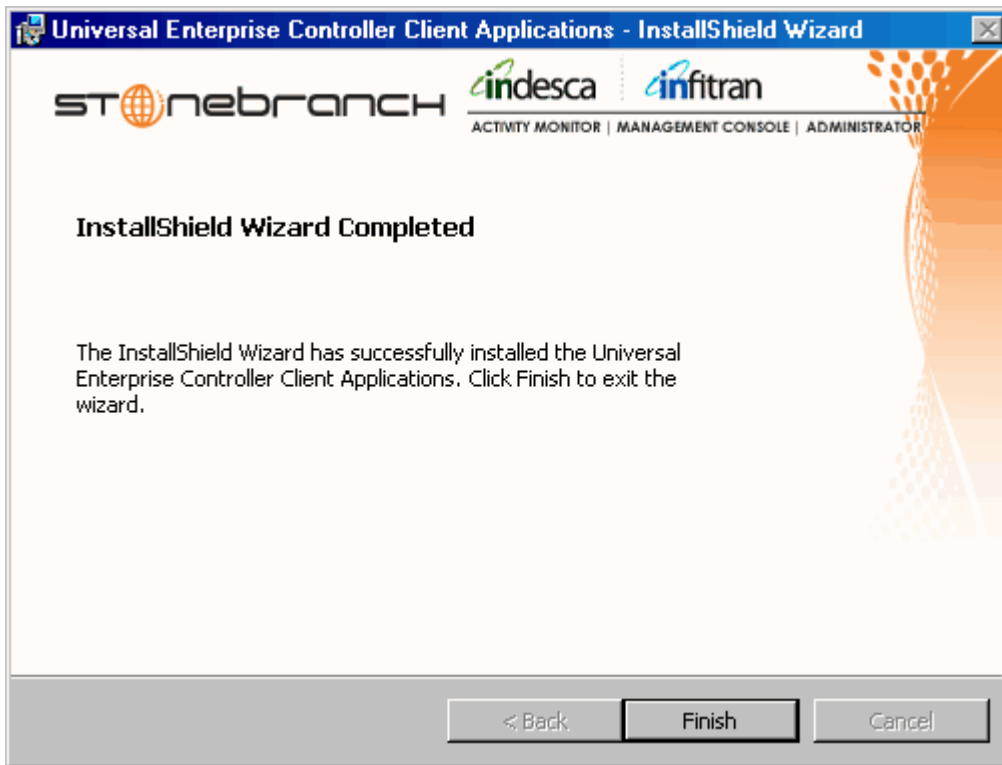 Universal Enterprise Controller Client Applications - InstallShield Wizard
stonebranch
indesca infitran
ACTIVITY MONITOR | MANAGEMENT CONSOLE | ADMINISTRATOR
InstallShield Wizard Completed
The InstallShield Wizard has successfully installed the Universal
Enterprise Controller Client Applications. Click Finish to exit the
wizard.
< Back Finish Cancel